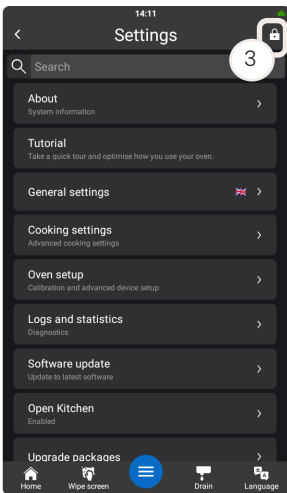 14:11
Settings
3
Search
About
System information
Tutorial
Take a quick tour and optimise how you use your oven.
General settings
Cooking settings
Advanced cooking settings
Oven setup
Calibration and advanced device setup
Logs and statistics
Diagnostics
Software update
Update to latest software
Open Kitchen
Enabled
Upgrade packages
Home Wipe screen Drain Language